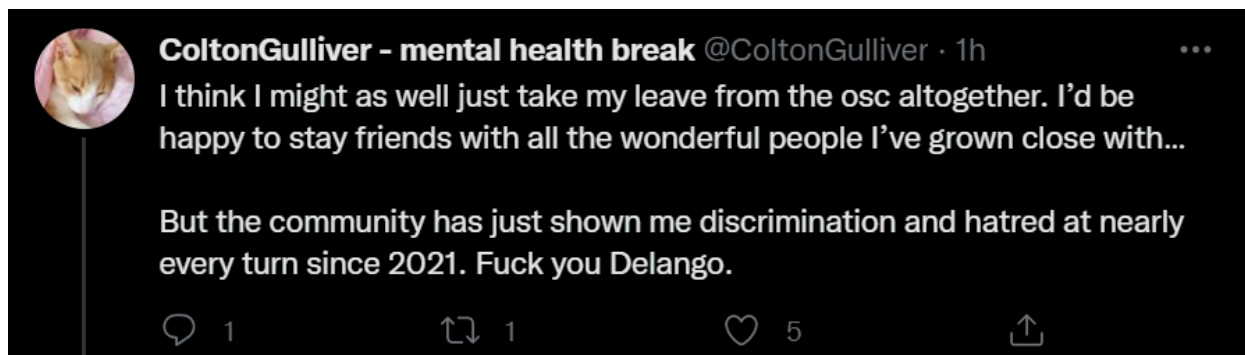 ColtonGulliver - mental health break @ColtonGulliver · 1h
I think I might as well just take my leave from the osc altogether. I’d be
happy to stay friends with all the wonderful people I’ve grown close with...
But the community has just shown me discrimination and hatred at nearly
every turn since 2021. Fuck you Delango.
1 1 5